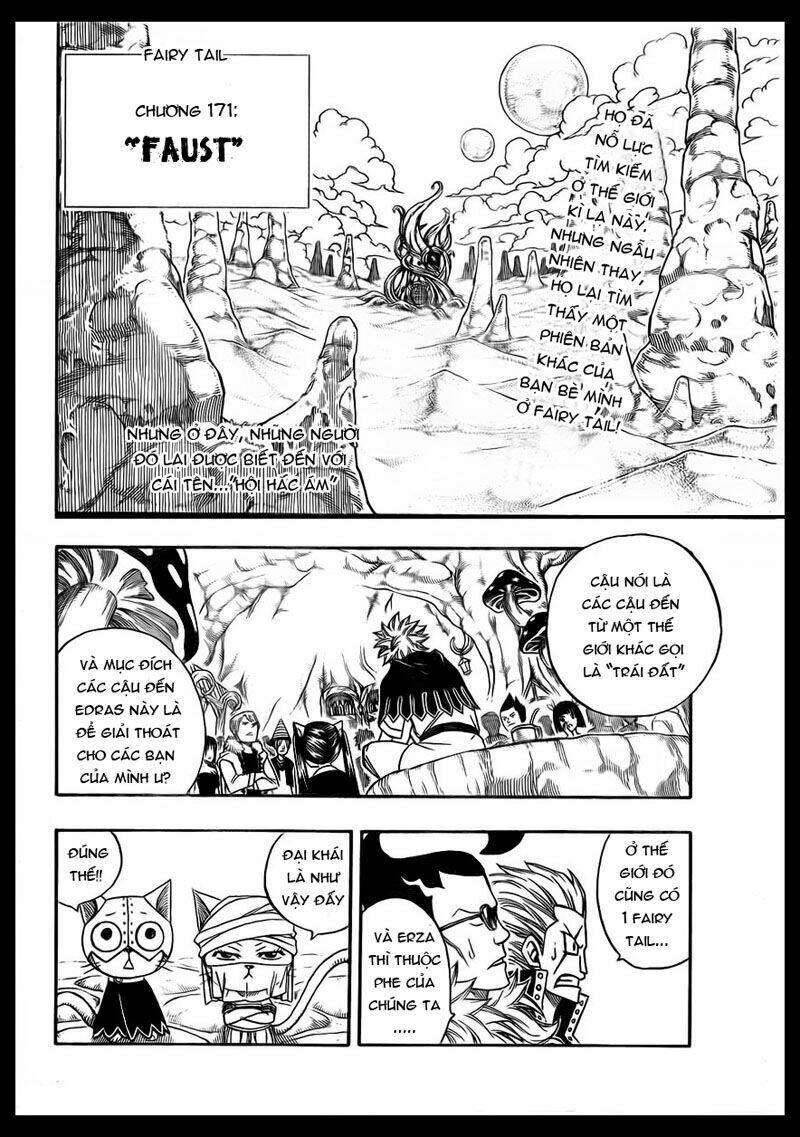 FAIRY TAIL
CHƯƠNG 171:
"FAUST"
HỌ ĐÃ
NỖ LỰC
TÌM KIẾM
Ở THẾ GIỚI
KÌ LẠ NÀY,
NHƯNG NGẪU
NHIÊN THAY,
HỌ LẠI TÌM
THẤY MỘT
PHIÊN BẢN
KHÁC CỦA
BẠN BÈ MÌNH
Ở FAIRY TAIL!
NHƯNG Ở ĐÂY, NHỮNG NGƯỜI
ĐÓ LẠI ĐƯỢC BIẾT ĐẾN VỚI
CÁI TÊN..."HỘI HẮC ÁM"
CẬU NÓI LÀ
CÁC CẬU ĐẾN
TỪ MỘT THẾ
GIỚI KHÁC GỌI
LÀ "TRÁI ĐẤT"
VÀ MỤC ĐÍCH
CÁC CẬU ĐẾN
EDRAS NÀY LÀ
ĐỂ GIẢI THOÁT
CHO CÁC BẠN
CỦA MÌNH Ư?
Ở THẾ
GIỚI ĐÓ
CŨNG CÓ
1 FAIRY
TAIL...
VÀ ERZA
THÌ THUỘC
PHE CỦA
CHÚNG TA
.....
ĐẠI KHÁI
LÀ NHƯ
VẬY ĐẤY
ĐÚNG
THẾ!!